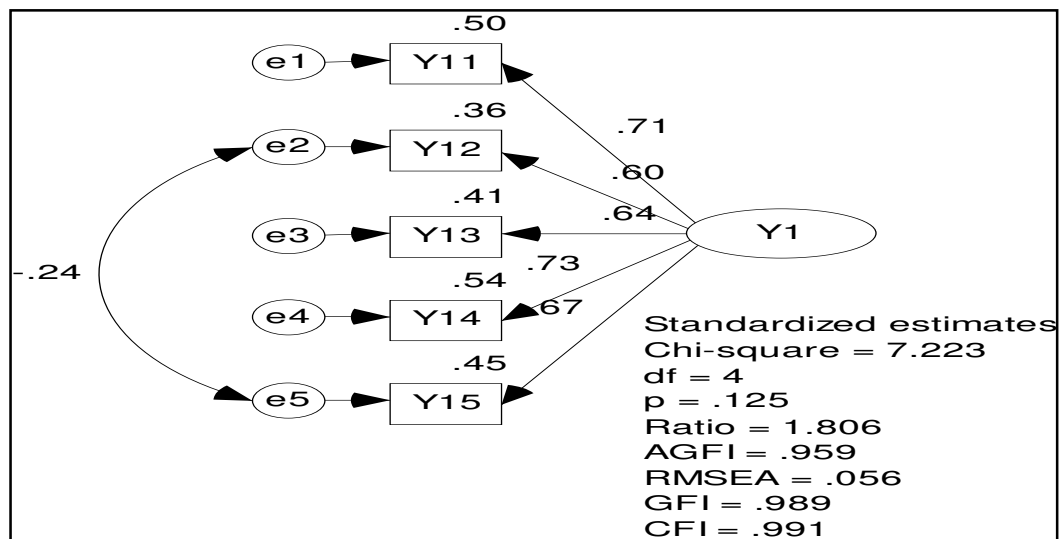 .50
e1
Y11
.71
.36
e2
Y12
.60
.41
e3
Y13
.64
Y1
-.24
.73
.54
e4
Y14
.67
.45
e5
Y15
Standardized estimates
Chi-square = 7.223
df = 4
p = .125
Ratio = 1.806
AGFI = .959
RMSEA = .056
GFI = .989
CFI = .991